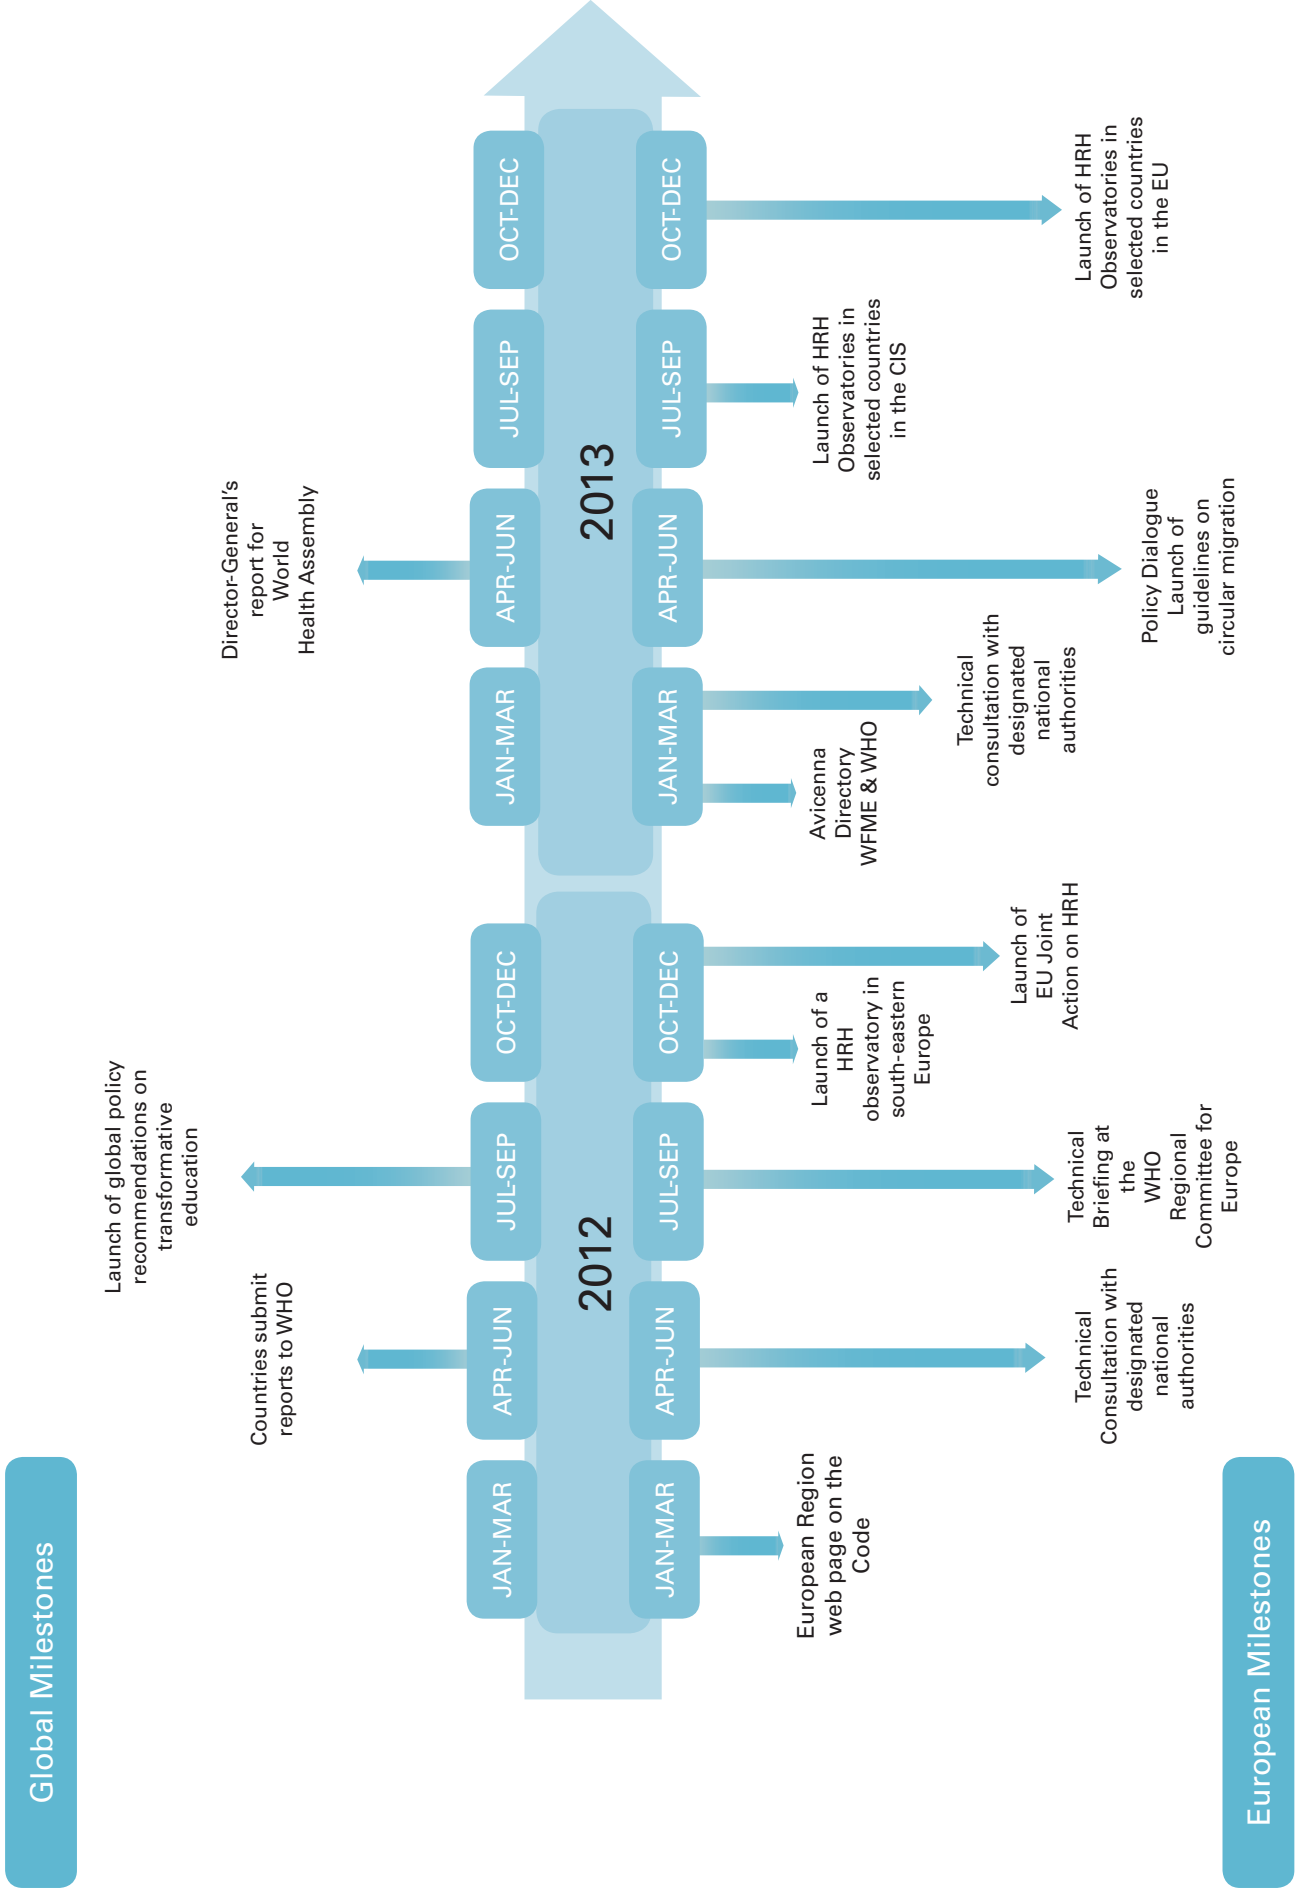 Global Milestones
Launch of global policy
recommendations on
transformative
education
Countries submit
reports to WHO
Director-General's
report for
World
Health Assembly
JAN-MAR
APR-JUN
JUL-SEP
OCT-DEC
JAN-MAR
APR-JUN
JUL-SEP
OCT-DEC
2012
2013
JAN-MAR
APR-JUN
JUL-SEP
OCT-DEC
JAN-MAR
APR-JUN
JUL-SEP
OCT-DEC
European Region
web page on the
Code
Technical
Consultation with
designated
national
authorities
Technical
Briefing at
the
WHO
Regional
Committee for
Europe
Launch of a
HRH
observatory in
south-eastern
Europe
Launch of
EU Joint
Action on HRH
Avicenna
Directory
WFME & WHO
Technical
consultation with
designated
national
authorities
Policy Dialogue
Launch of
guidelines on
circular migration
Launch of HRH
Observatories in
selected countries
in the CIS
Launch of HRH
Observatories in
selected countries
in the EU
European Milestones